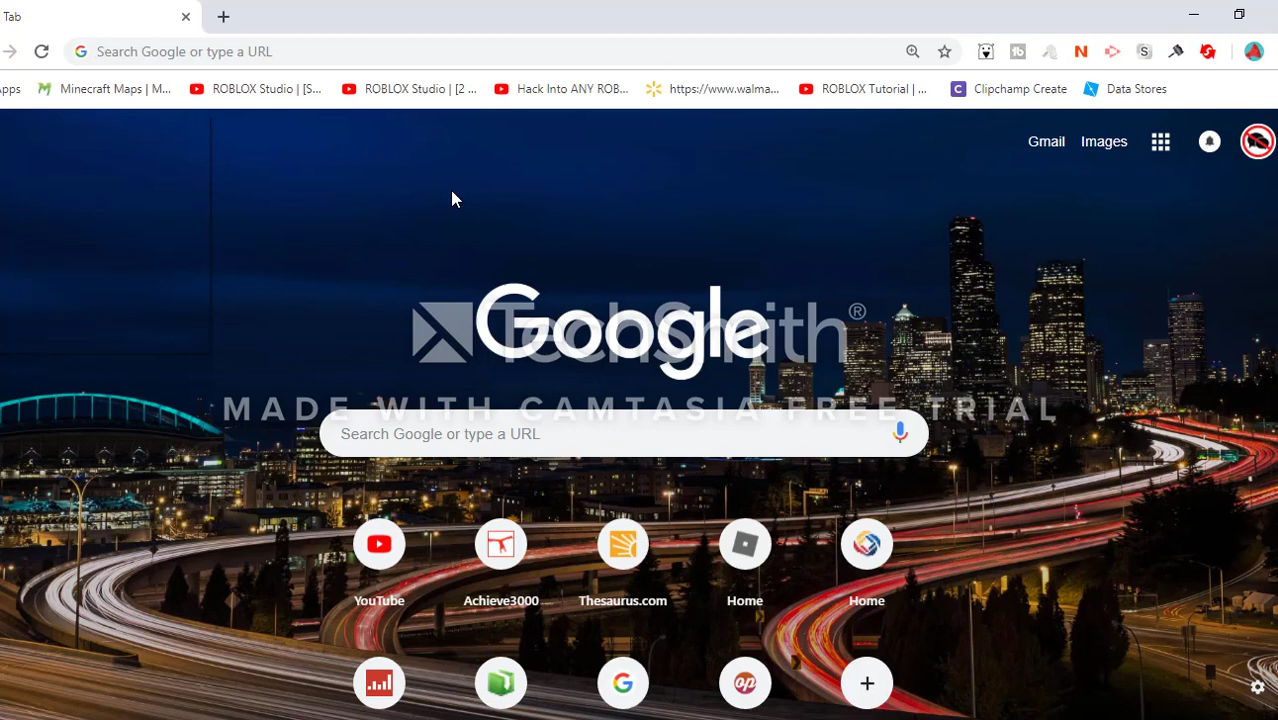 Tab
Search Google or type a URL
Apps
Minecraft Maps | M...
ROBLOX Studio | [S...
ROBLOX Studio | [2 ...
Hack Into ANY ROB...
https://www.walma...
ROBLOX Tutorial | ...
Clipchamp Create
Data Stores
Gmail
Images
Google
TechSmith®
MADE WITH CAMTASIA FREE TRIAL
Search Google or type a URL
YouTube
Achieve3000...
Thesaurus.com
Home
Home